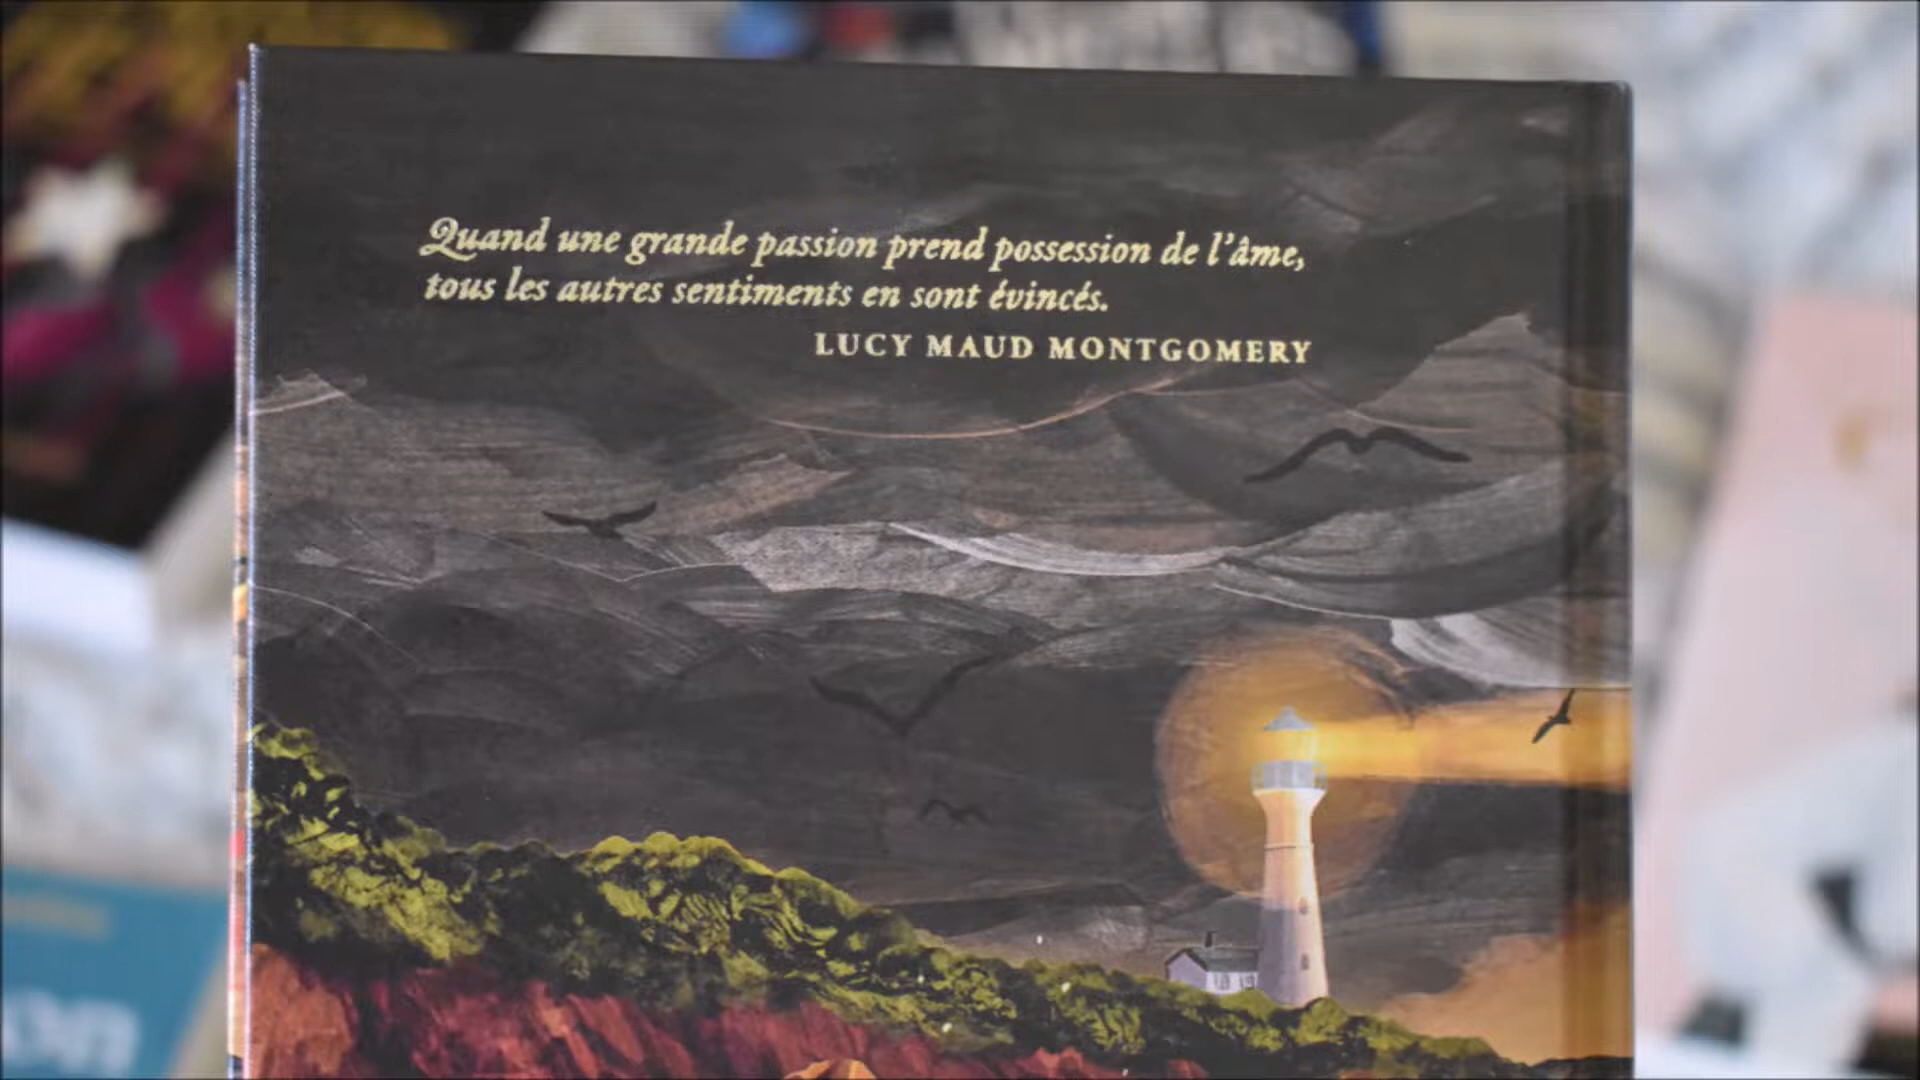 Quand une grande passion prend possession de l'âme,
tous les autres sentiments en sont évincés.
LUCY MAUD MONTGOMERY